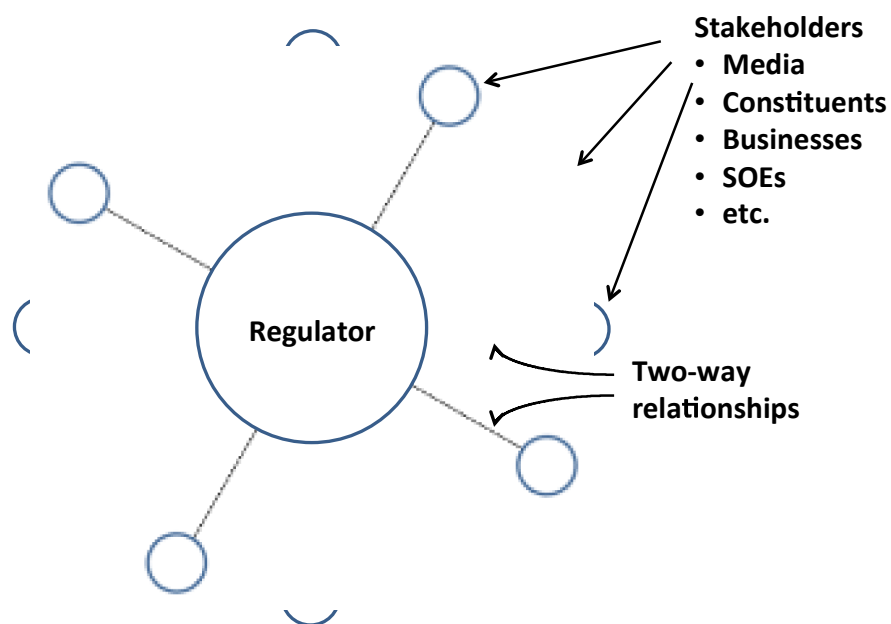 Stakeholders
• Media
• Constituents
• Businesses
• SOEs
• etc.
Regulator
Two-way
relationships